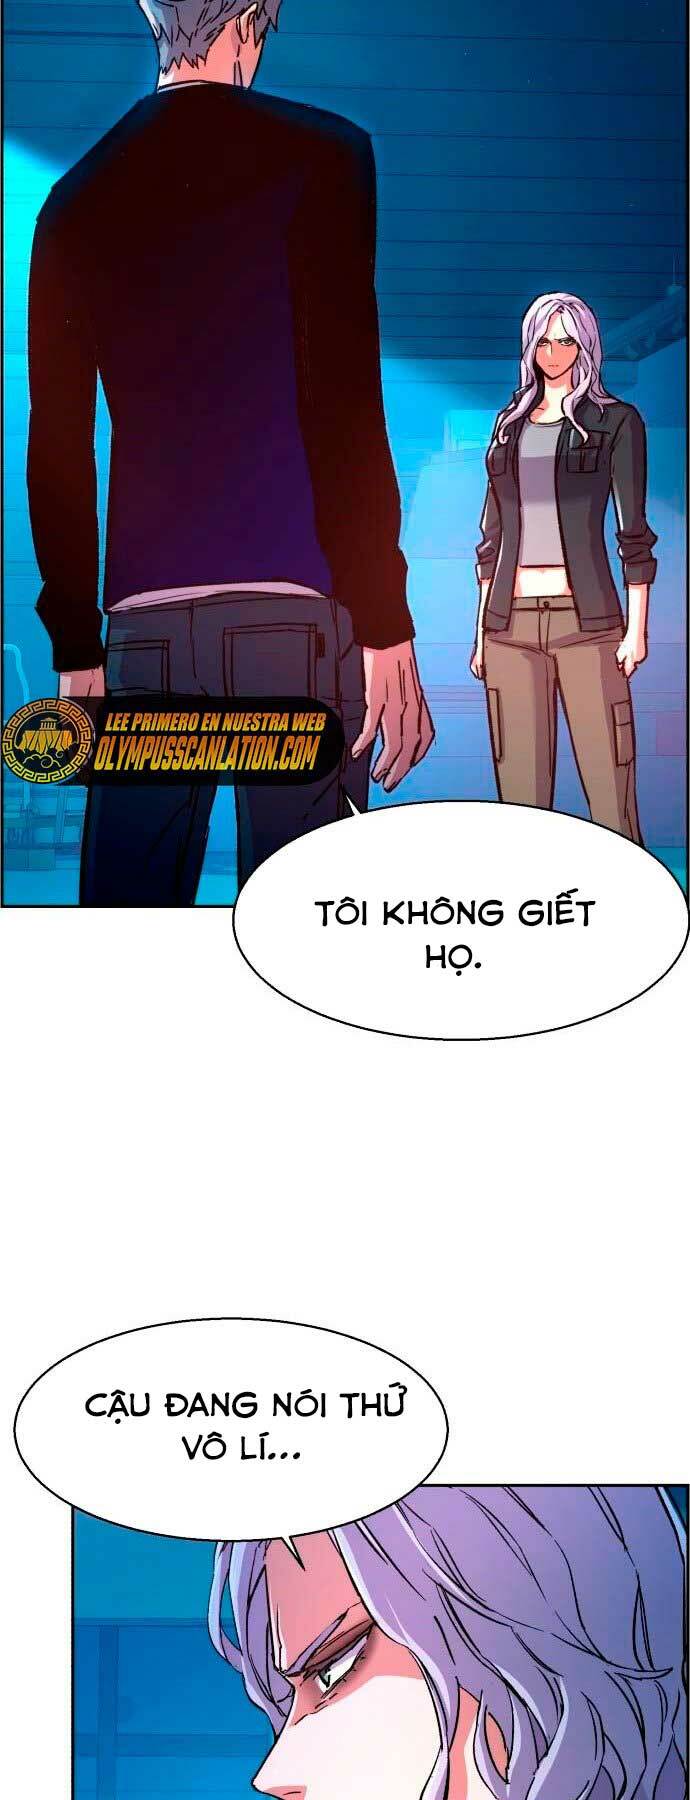 LEE PRIMERO EN NUESTRA WEB
OLYMPUSSCANLATION.COM
TÔI KHÔNG GIẾT
HỌ.
CẬU ĐANG NÓI THỨ
VÔ LÍ...